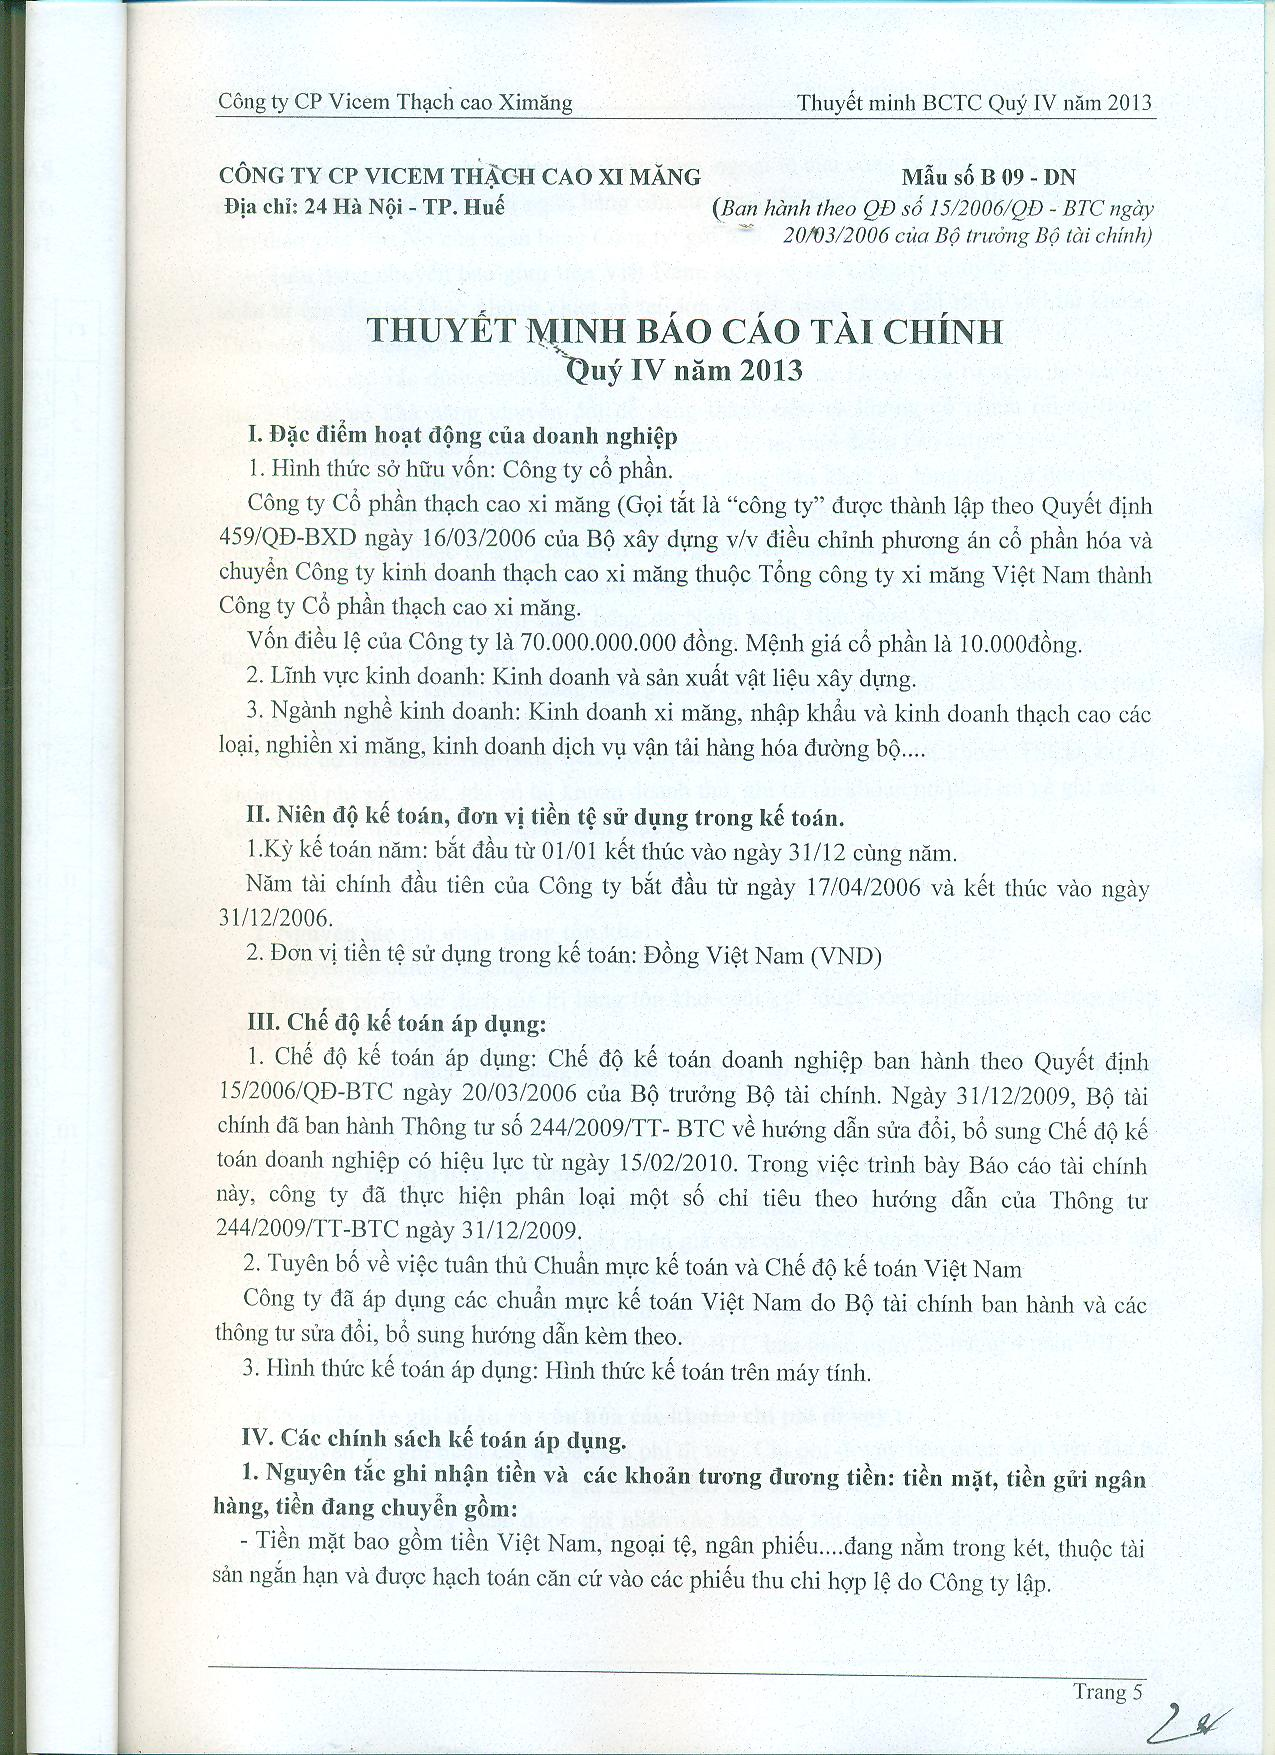 Công ty CP Vicem Thạch cao Ximăng Thuyết minh BCTC Quý IV năm 2013
CÔNG TY CP VICEM THẠCH CAO XI MĂNG Mẫu số B 09 - DN
Địa chỉ: 24 Hà Nội - TP. Huế (Ban hành theo QĐ số 15/2006/QĐ - BTC ngày
20/03/2006 của Bộ trưởng Bộ tài chính)
THUYẾT MINH BÁO CÁO TÀI CHÍNH
Quý IV năm 2013
I. Đặc điểm hoạt động của doanh nghiệp
1. Hình thức sở hữu vốn: Công ty cổ phần.
Công ty Cổ phần thạch cao xi măng (Gọi tắt là “công ty” được thành lập theo Quyết định
459/QĐ-BXD ngày 16/03/2006 của Bộ xây dựng v/v điều chỉnh phương án cổ phần hóa và
chuyển Công ty kinh doanh thạch cao xi măng thuộc Tổng công ty xi măng Việt Nam thành
Công ty Cổ phần thạch cao xi măng.
Vốn điều lệ của Công ty là 70.000.000.000 đồng. Mệnh giá cổ phần là 10.000đồng.
2. Lĩnh vực kinh doanh: Kinh doanh và sản xuất vật liệu xây dựng.
3. Ngành nghề kinh doanh: Kinh doanh xi măng, nhập khẩu và kinh doanh thạch cao các
loại, nghiền xi măng, kinh doanh dịch vụ vận tải hàng hóa đường bộ....
II. Niên độ kế toán, đơn vị tiền tệ sử dụng trong kế toán.
1.Kỳ kế toán năm: bắt đầu từ 01/01 kết thúc vào ngày 31/12 cùng năm.
Năm tài chính đầu tiên của Công ty bắt đầu từ ngày 17/04/2006 và kết thúc vào ngày
31/12/2006.
2. Đơn vị tiền tệ sử dụng trong kế toán: Đồng Việt Nam (VND)
III. Chế độ kế toán áp dụng:
1. Chế độ kế toán áp dụng: Chế độ kế toán doanh nghiệp ban hành theo Quyết định
15/2006/QĐ-BTC ngày 20/03/2006 của Bộ trưởng Bộ tài chính. Ngày 31/12/2009, Bộ tài
chính đã ban hành Thông tư số 244/2009/TT- BTC về hướng dẫn sửa đổi, bổ sung Chế độ kế
toán doanh nghiệp có hiệu lực từ ngày 15/02/2010. Trong việc trình bày Báo cáo tài chính
này, công ty đã thực hiện phân loại một số chỉ tiêu theo hướng dẫn của Thông tư
244/2009/TT-BTC ngày 31/12/2009.
2. Tuyên bố về việc tuân thủ Chuẩn mực kế toán và Chế độ kế toán Việt Nam
Công ty đã áp dụng các chuẩn mực kế toán Việt Nam do Bộ tài chính ban hành và các
thông tư sửa đổi, bổ sung hướng dẫn kèm theo.
3. Hình thức kế toán áp dụng: Hình thức kế toán trên máy tính.
IV. Các chính sách kế toán áp dụng.
1. Nguyên tắc ghi nhận tiền và các khoản tương đương tiền: tiền mặt, tiền gửi ngân
hàng, tiền đang chuyển gồm:
- Tiền mặt bao gồm tiền Việt Nam, ngoại tệ, ngân phiếu....đang nằm trong két, thuộc tài
sản ngắn hạn và được hạch toán căn cứ vào các phiếu thu chi hợp lệ do Công ty lập.
Trang 5